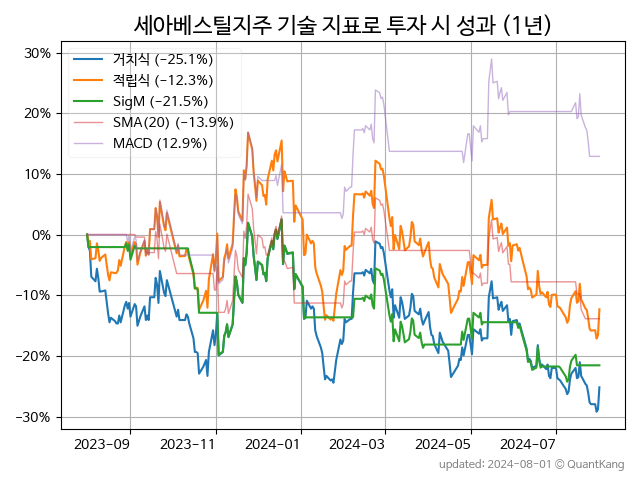 세아베스틸지주 기술 지표로 투자 시 성과 (1년)
거치식 (−25.1%)
적립식 (−12.3%)
SigM (−21.5%)
SMA(20) (−13.9%)
MACD (12.9%)
30%
20%
10%
0%
−10%
−20%
−30%
2023-09 2023-11 2024-01 2024-03 2024-05 2024-07
updated: 2024-08-01 © QuantKang